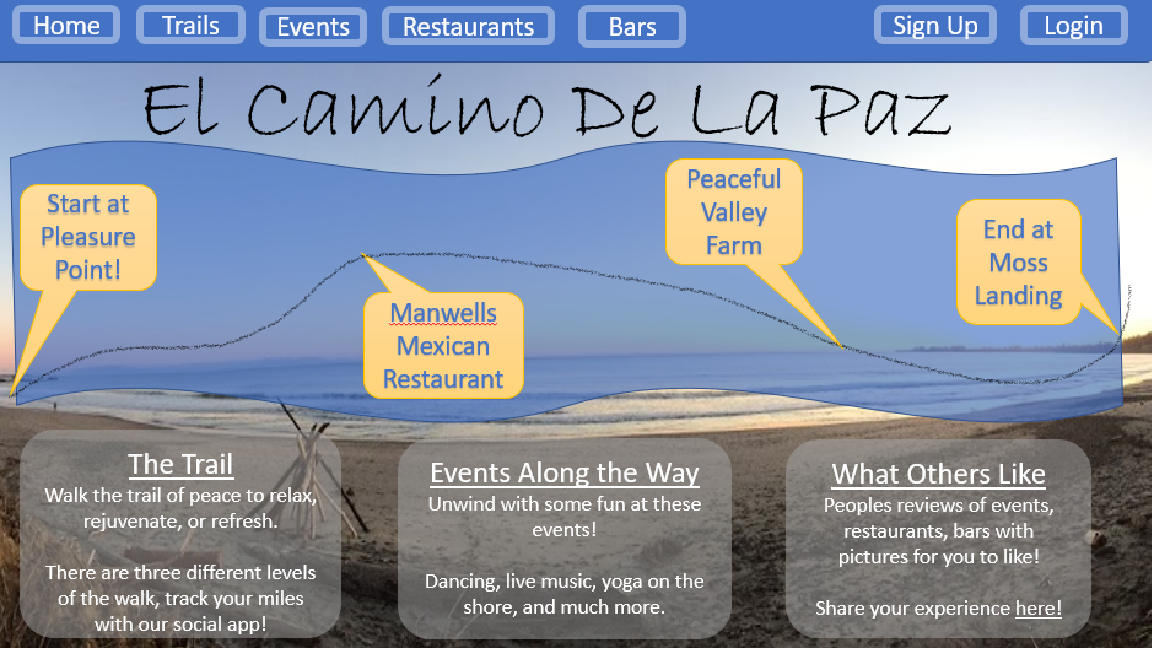 Home
Trails
Events
Restaurants
Bars
Sign Up
Login
El Camino De La Paz
Start at
Pleasure
Point!
Manwells
Mexican
Restaurant
Peaceful
Valley
Farm
End at
Moss
Landing
The Trail
Walk the trail of peace to relax,
rejuvenate, or refresh.
There are three different levels
of the walk, track your miles
with our social app!
Events Along the Way
Unwind with some fun at these
events!
Dancing, live music, yoga on the
shore, and much more.
What Others Like
Peoples reviews of events,
restaurants, bars with
pictures for you to like!
Share your experience here!